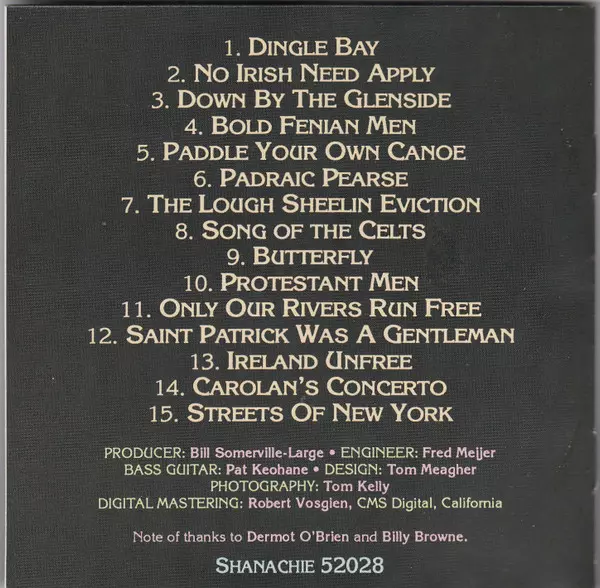 1. Dingle Bay
2. No Irish Need Apply
3. Down By The Glenside
4. Bold Fenian Men
5. Paddle Your Own Canoe
6. Padraic Pearse
7. The Lough Sheelin Eviction
8. Song of the Celts
9. Butterfly
10. Protestant Men
11. Only Our Rivers Run Free
12. Saint Patrick Was A Gentleman
13. Ireland Unfree
14. Carolan's Concerto
15. Streets Of New York
PRODUCER: Bill Somerville-Large • ENGINEER: Fred Meijer
BASS GUITAR: Pat Keohane • DESIGN: Tom Meagher
PHOTOGRAPHY: Tom Kelly
DIGITAL MASTERING: Robert Vosgien, CMS Digital, California
Note of thanks to Dermot O'Brien and Billy Browne.
Shanachie 52028